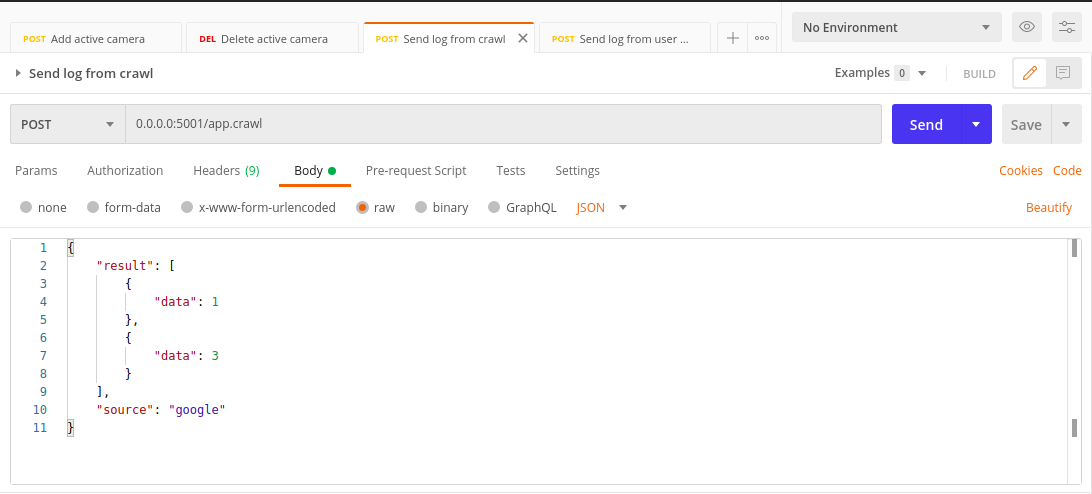 POST Add active camera DEL Delete active camera POST Send log from crawl POST Send log from user ... No Environment
Send log from crawl Examples 0 BUILD
POST 0.0.0.0:5001/app.crawl Send Save
Params Authorization Headers (9) Body Pre-request Script Tests Settings Cookies Code
none form-data x-www-form-urlencoded raw binary GraphQL JSON Beautify
1 {
2 "result": [
3 {
4 "data": 1
5 },
6 {
7 "data": 3
8 }
9 ],
10 "source": "google"
11 }